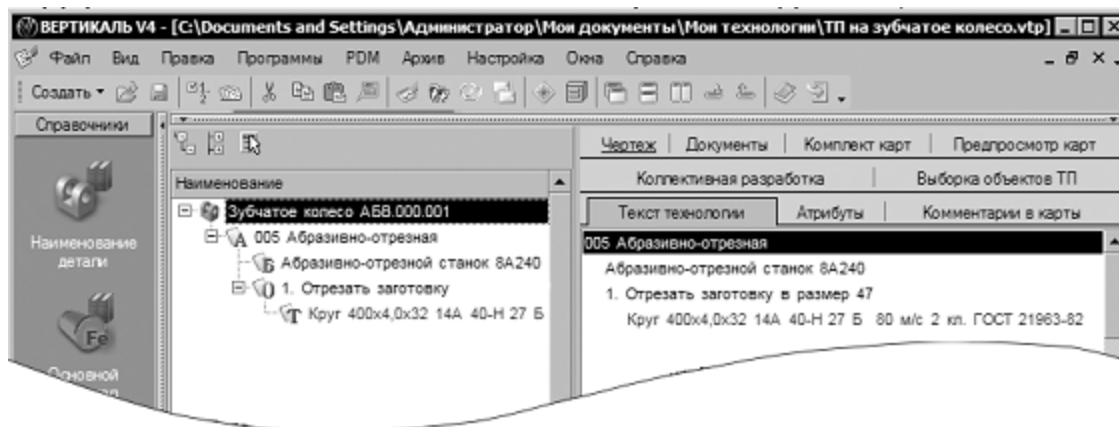 ВЕРТИКАЛЬ V4 - [C:\Documents and Settings\Администратор\Мои документы\Мои технологии\ТП на зубчатое колесо.vtp]
Файл Вид Правка Программы PDM Архив Настройка Окна Справка
Создать
Справочники
Наименование детали
Fe
Основной
Наименование
Зубчатое колесо АБВ.000.001
А 005 Абразивно-отрезная
Б Абразивно-отрезной станок 8А240
О 1. Отрезать заготовку
Т Круг 400х4,0х32 14А 40-Н 27 Б
Чертеж Документы Комплект карт Предпросмотр карт
Коллективная разработка Выборка объектов ТП
Текст технологии Атрибуты Комментарии в карты
005 Абразивно-отрезная
Абразивно-отрезной станок 8А240
1. Отрезать заготовку в размер 47
Круг 400х4,0х32 14А 40-Н 27 Б 80 м/с 2 кл. ГОСТ 21963-82